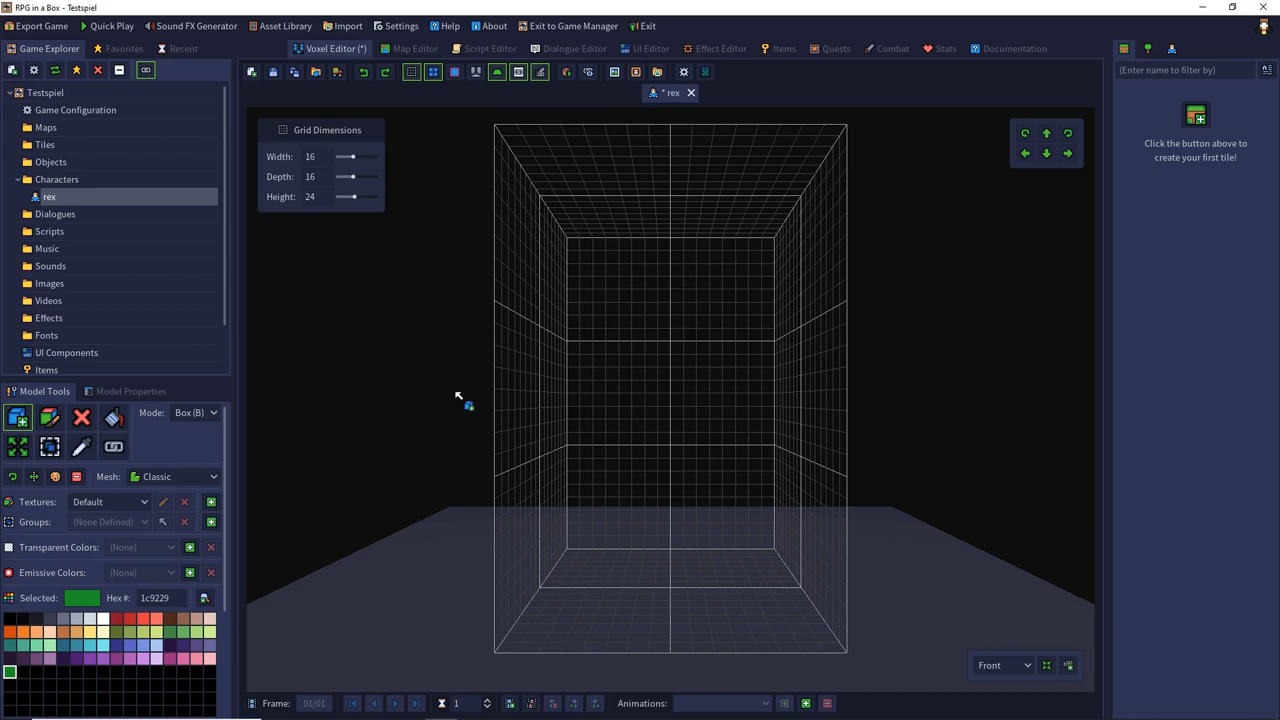 RPG in a Box - Testspiel
Export Game Quick Play Sound FX Generator Asset Library Import Settings Help About Exit to Game Manager Exit
Game Explorer Favorites Recent
Voxel Editor (*) Map Editor Script Editor Dialogue Editor UI Editor Effect Editor Items Quests Combat Stats Documentation
(Enter name to filter by)
* rex
Testspiel
Game Configuration
Maps
Tiles
Objects
Characters
rex
Dialogues
Scripts
Music
Sounds
Images
Videos
Effects
Fonts
UI Components
Items
Grid Dimensions
Width: 16
Depth: 16
Height: 24
Click the button above to
create your first tile!
Model Tools Model Properties
Mode: Box (B)
Mesh: Classic
Textures: Default
Groups: (None Defined)
Transparent Colors: (None)
Emissive Colors: (None)
Selected: Hex #: 1c9229
Front
Frame: 01/01 1 Animations: